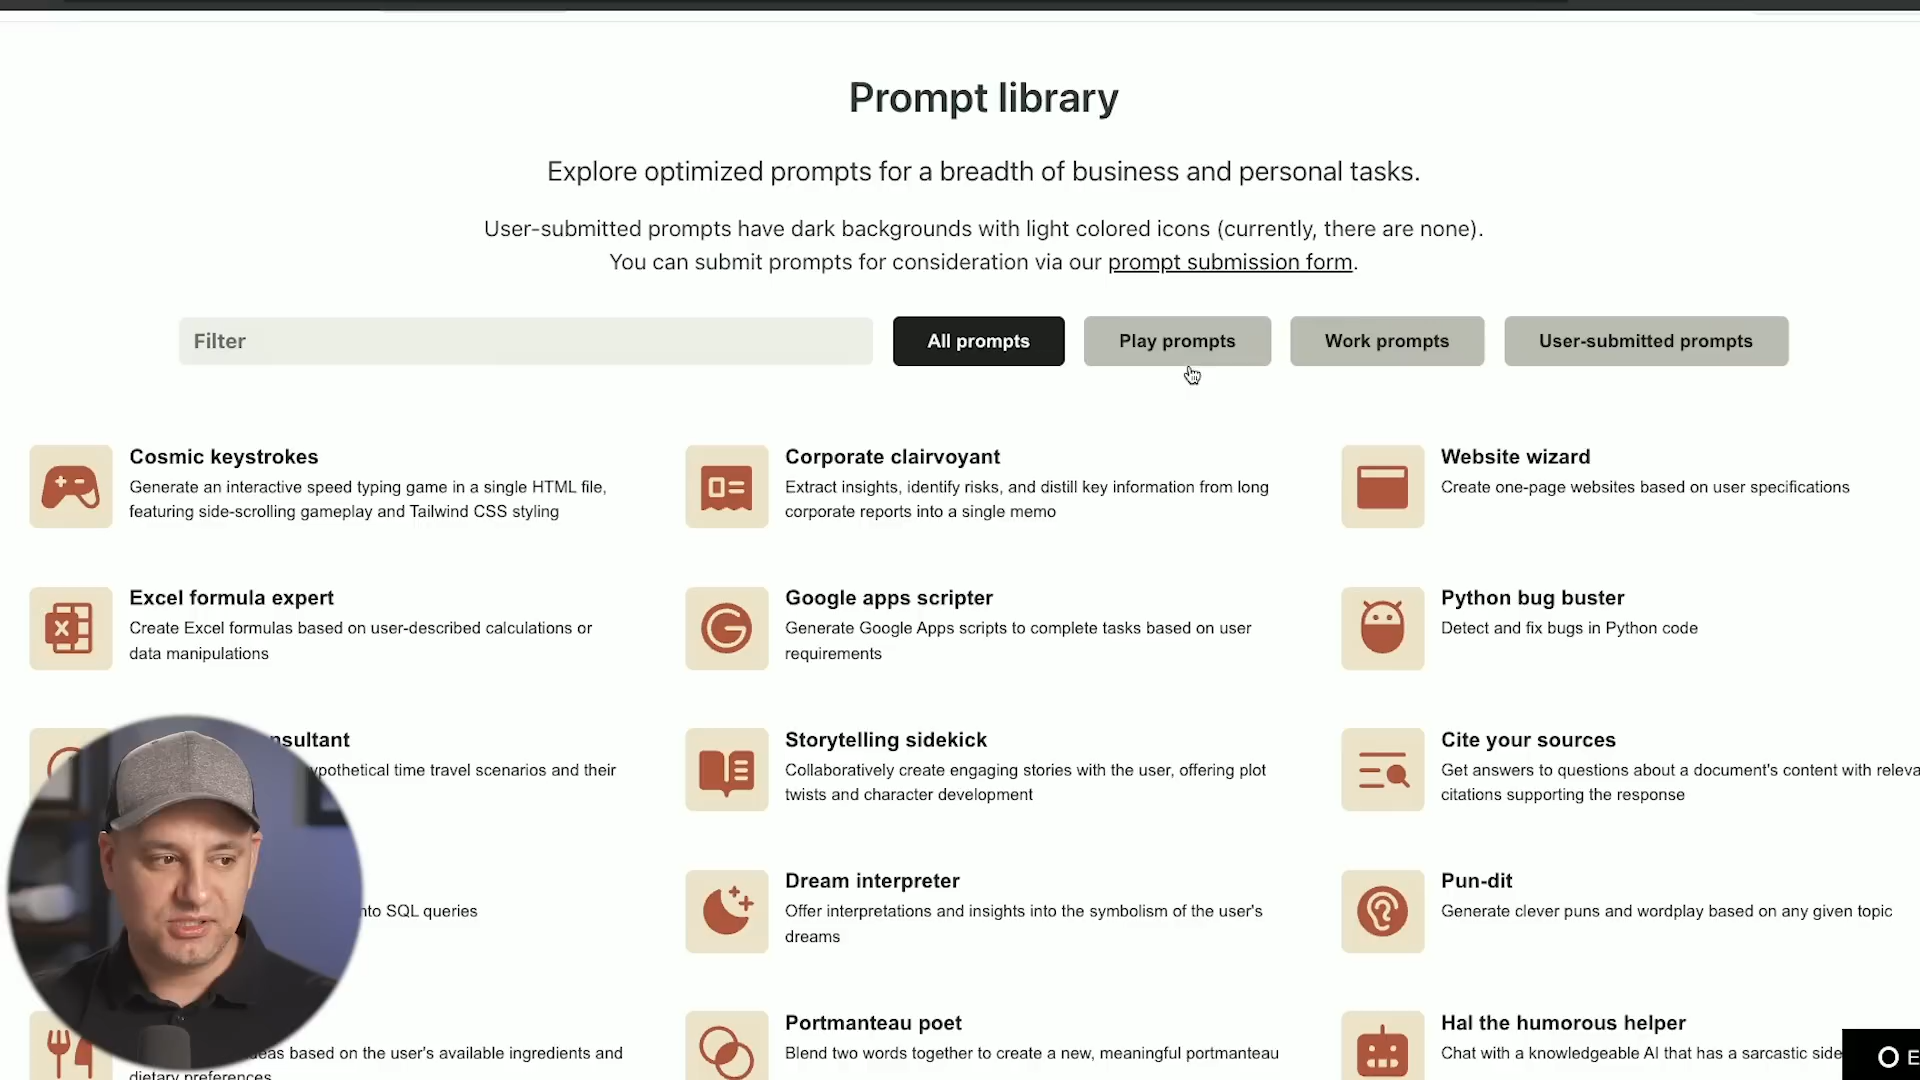 Prompt library
Explore optimized prompts for a breadth of business and personal tasks.
User-submitted prompts have dark backgrounds with light colored icons (currently, there are none).
You can submit prompts for consideration via our prompt submission form.
Filter
All prompts
Play prompts
Work prompts
User-submitted prompts
Cosmic keystrokes
Generate an interactive speed typing game in a single HTML file,
featuring side-scrolling gameplay and Tailwind CSS styling
Corporate clairvoyant
Extract insights, identify risks, and distill key information from long
corporate reports into a single memo
Website wizard
Create one-page websites based on user specifications
Excel formula expert
Create Excel formulas based on user-described calculations or
data manipulations
Google apps scripter
Generate Google Apps scripts to complete tasks based on user
requirements
Python bug buster
Detect and fix bugs in Python code
time travel scenarios and their
Storytelling sidekick
Collaboratively create engaging stories with the user, offering plot
twists and character development
Cite your sources
Get answers to questions about a document's content with
citations supporting the response
SQL queries
Dream interpreter
Offer interpretations and insights into the symbolism of the user's
dreams
Pun-dit
Generate clever puns and wordplay based on any given topic
based on the user's available ingredients and
dietary preferences
Portmanteau poet
Blend two words together to create a new, meaningful portmanteau
Hal the humorous helper
Chat with a knowledgeable AI that has a sarcastic side